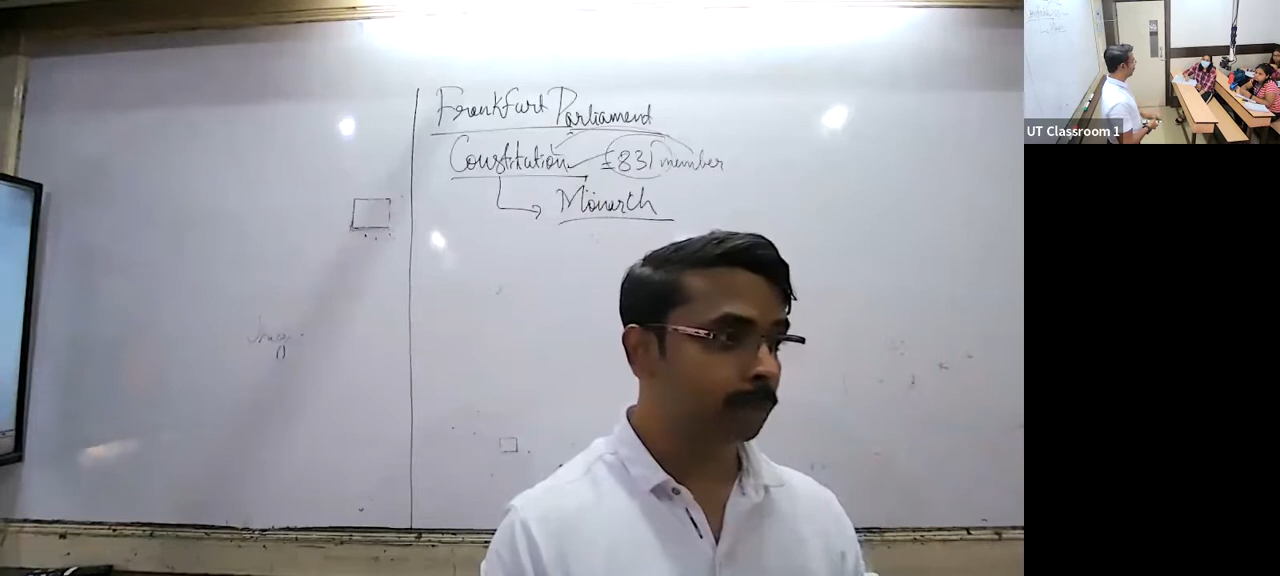 Frankfurt Parliament
Constitution 831 member
Monarch
UT Classroom 1